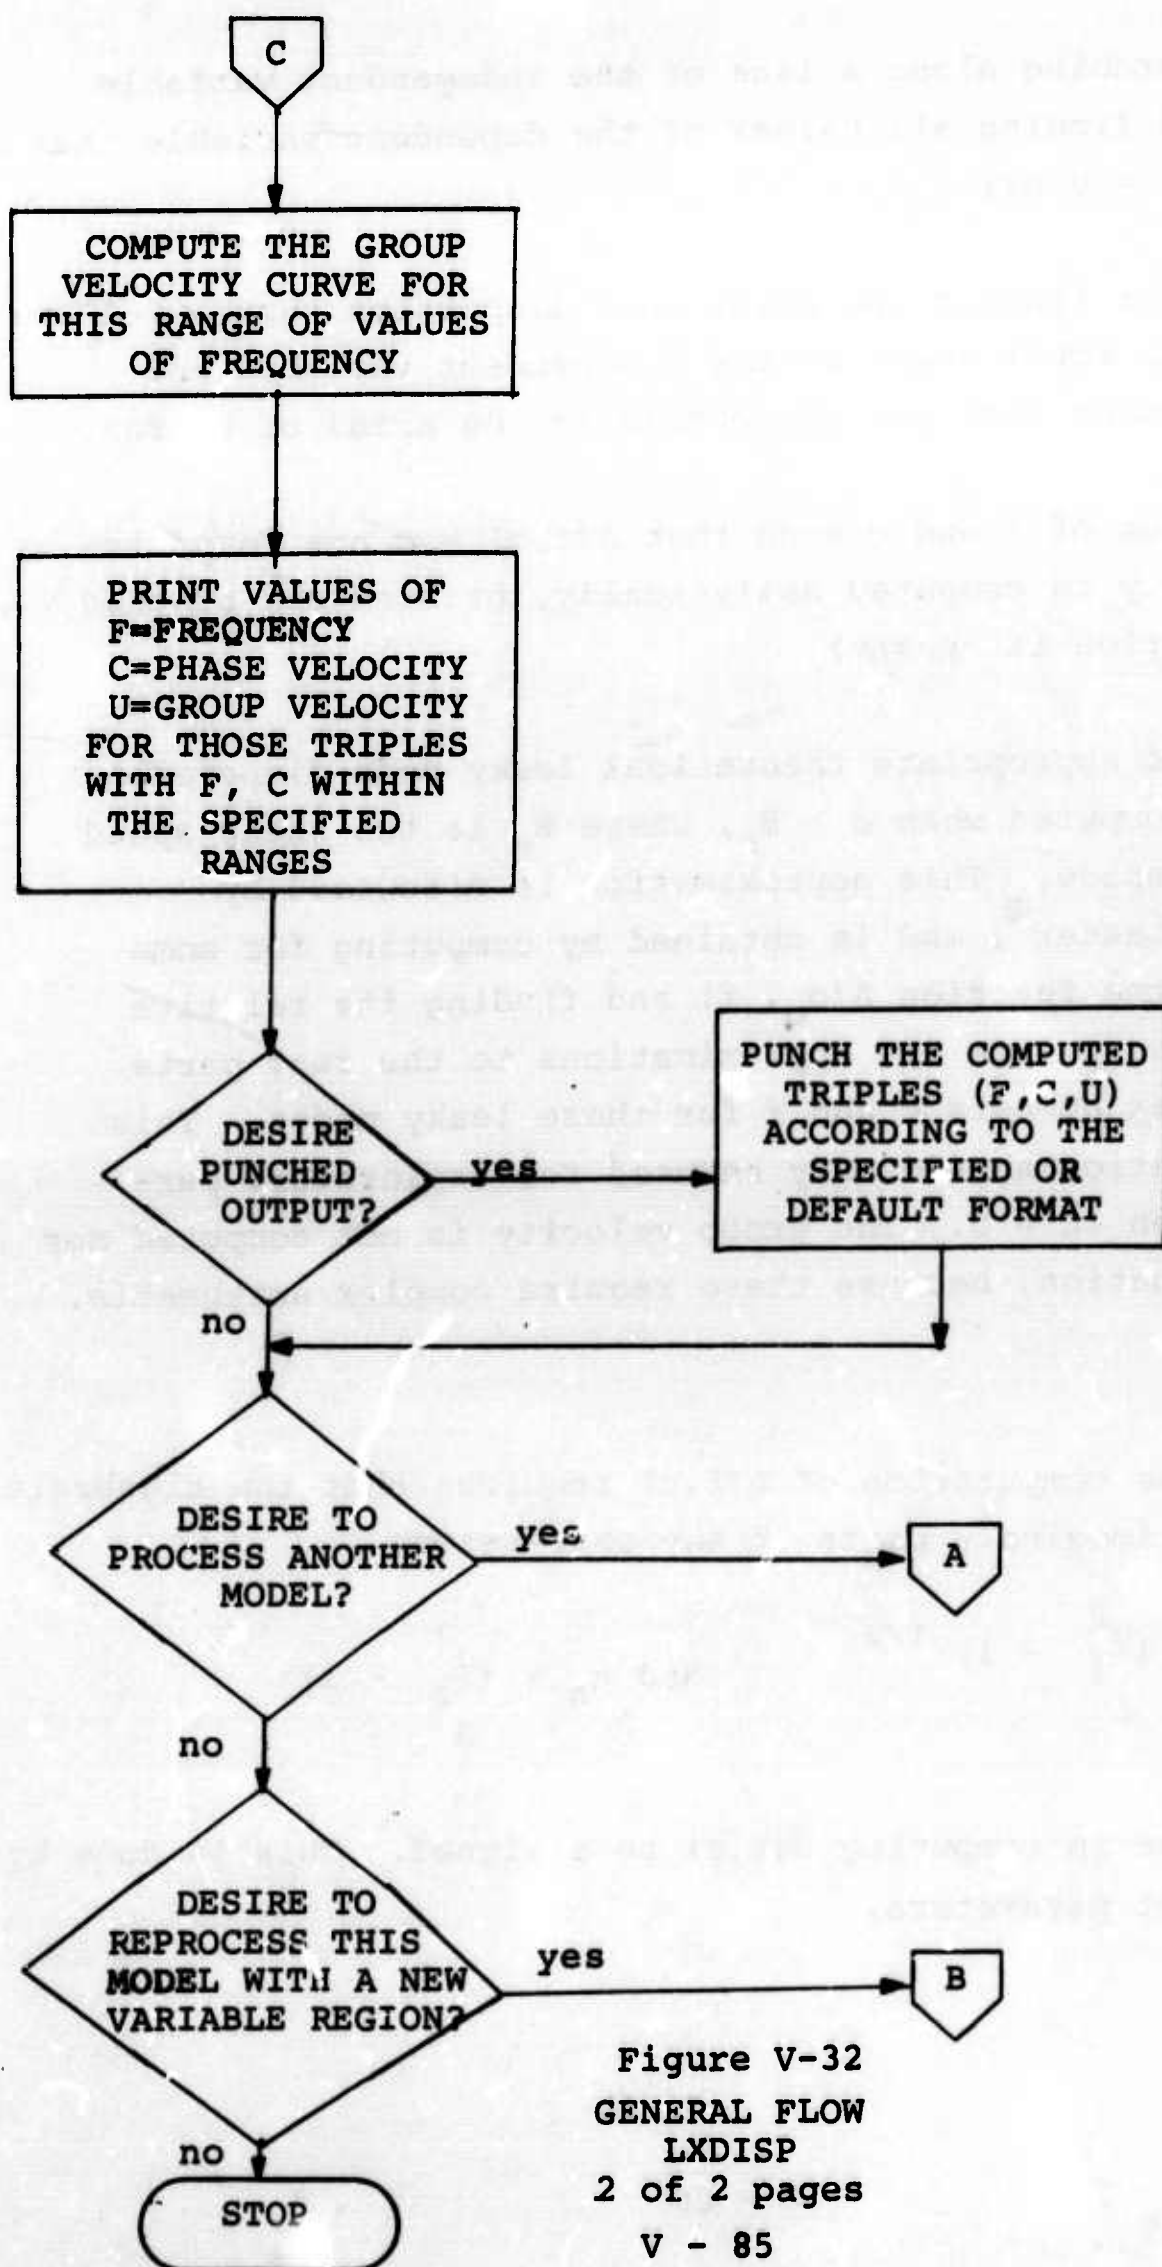 C
COMPUTE THE GROUP
VELOCITY CURVE FOR
THIS RANGE OF VALUES
OF FREQUENCY
PRINT VALUES OF
F=FREQUENCY
C=PHASE VELOCITY
U=GROUP VELOCITY
FOR THOSE TRIPLES
WITH F, C WITHIN
THE SPECIFIED
RANGES
DESIRE
PUNCHED
OUTPUT?
yes
PUNCH THE COMPUTED
TRIPLES (F,C,U)
ACCORDING TO THE
SPECIFIED OR
DEFAULT FORMAT
no
DESIRE TO
PROCESS ANOTHER
MODEL?
yes
A
no
DESIRE TO
REPROCESS THIS
MODEL WITH A NEW
VARIABLE REGION?
yes
B
no
STOP
Figure V-32
GENERAL FLOW
LXDISP
2 of 2 pages
V - 85